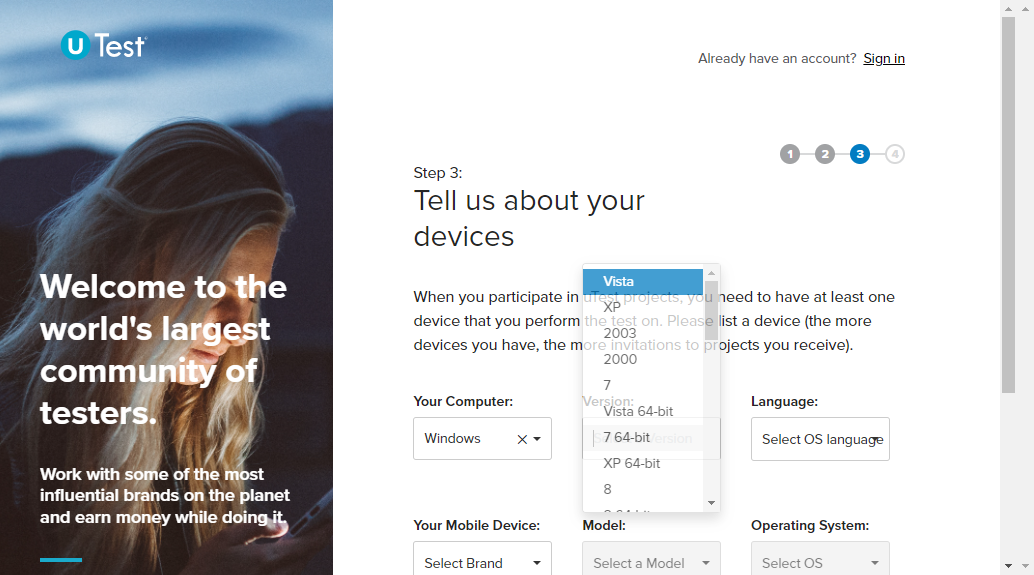 U Test
Already have an account? Sign in
1 2 3 4
Step 3:
Tell us about your
devices
Welcome to the
world's largest
community of
testers.
Work with some of the most
influential brands on the planet
and earn money while doing it.
When you participate in uTest projects, you need to have at least one
device that you perform the test on. Please list a device (the more
devices you have, the more invitations to projects you receive).
Your Computer:
Windows
Version:
Vista
XP
2003
2000
7
Vista 64-bit
7 64-bit
XP 64-bit
8
Language:
Select OS language
Your Mobile Device:
Select Brand
Model:
Select a Model
Operating System:
Select OS